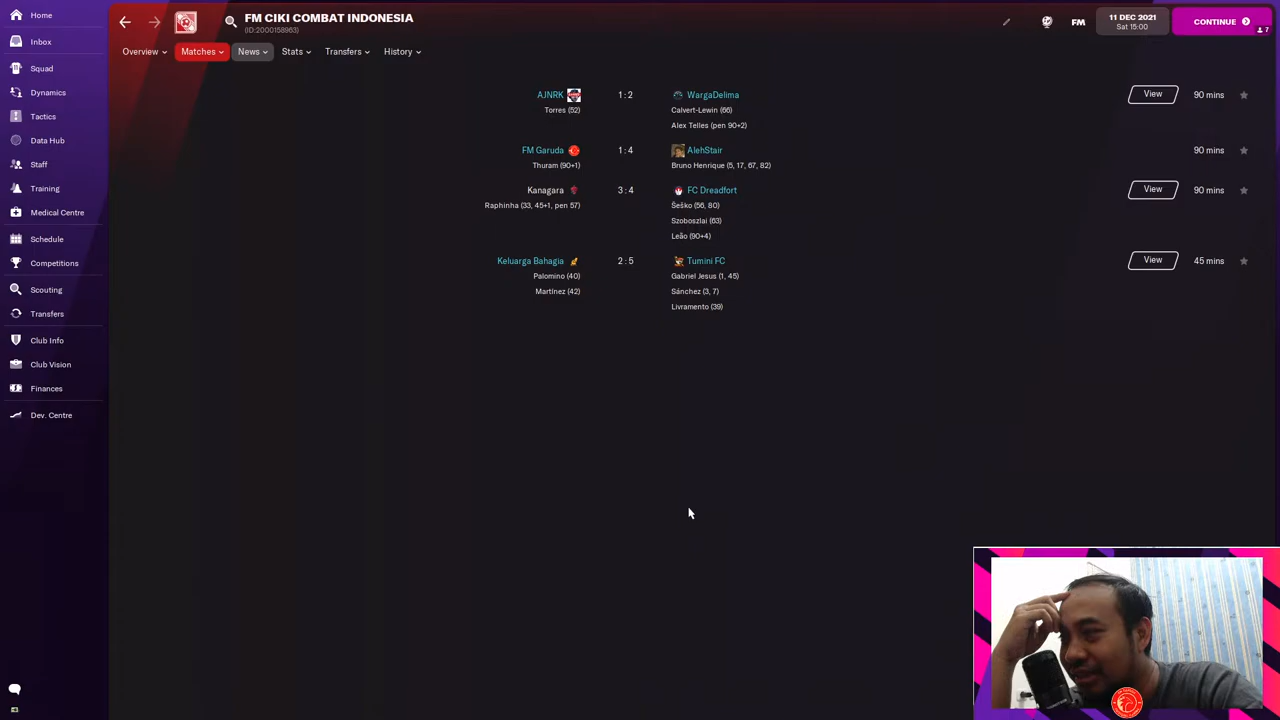 Home
Inbox
Squad
Dynamics
Tactics
Data Hub
Staff
Training
Medical Centre
Schedule
Competitions
Scouting
Transfers
Club Info
Club Vision
Finances
Dev. Centre
FM CIKI COMBAT INDONESIA
(ID:2000158963)
FM
11 DEC 2021
Sat 15:00
CONTINUE
7
Overview
Matches
News
Stats
Transfers
History
AJNRK 1 : 2 WargaDelima View 90 mins
Torres (52) Calvert-Lewin (66)
Alex Telles (pen 90+2)
FM Garuda 1 : 4 AlehStair 90 mins
Thuram (90+1) Bruno Henrique (5, 17, 67, 82)
Kanagara 3 : 4 FC Dreadfort View 90 mins
Raphinha (33, 45+1, pen 57) Šeško (56, 80)
Szoboszlai (63)
Leão (90+4)
Keluarga Bahagia 2 : 5 Tumini FC View 45 mins
Palomino (40) Gabriel Jesus (1, 45)
Martínez (42) Sánchez (3, 7)
Livramento (39)